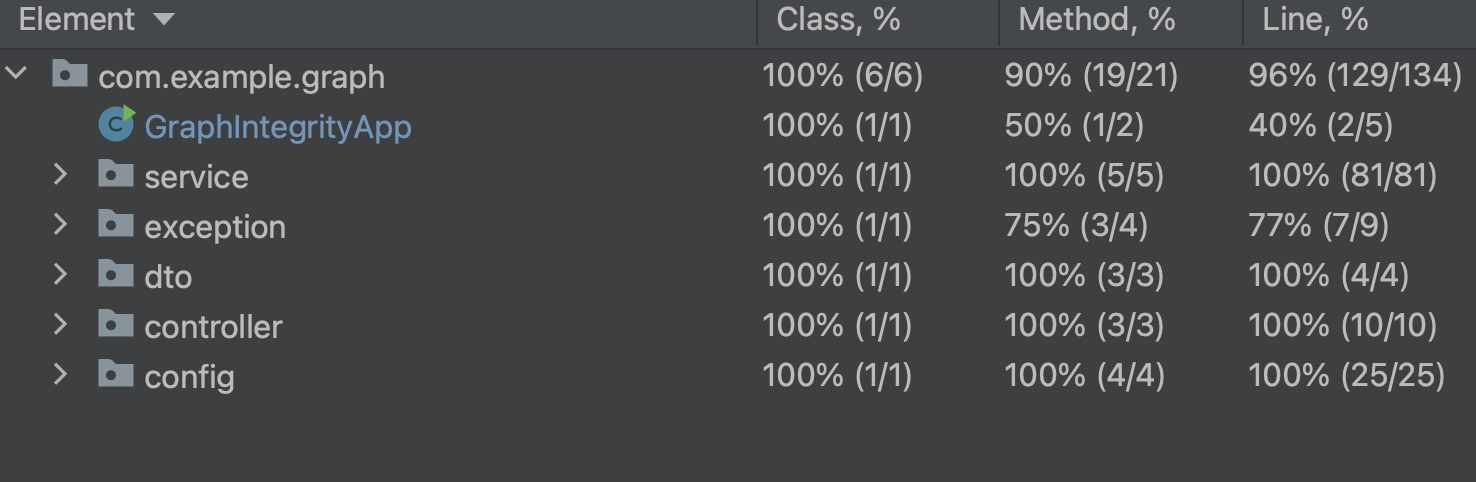 Element Class, % Method, % Line, %
com.example.graph 100% (6/6) 90% (19/21) 96% (129/134)
C GraphIntegrityApp 100% (1/1) 50% (1/2) 40% (2/5)
service 100% (1/1) 100% (5/5) 100% (81/81)
exception 100% (1/1) 75% (3/4) 77% (7/9)
dto 100% (1/1) 100% (3/3) 100% (4/4)
controller 100% (1/1) 100% (3/3) 100% (10/10)
config 100% (1/1) 100% (4/4) 100% (25/25)